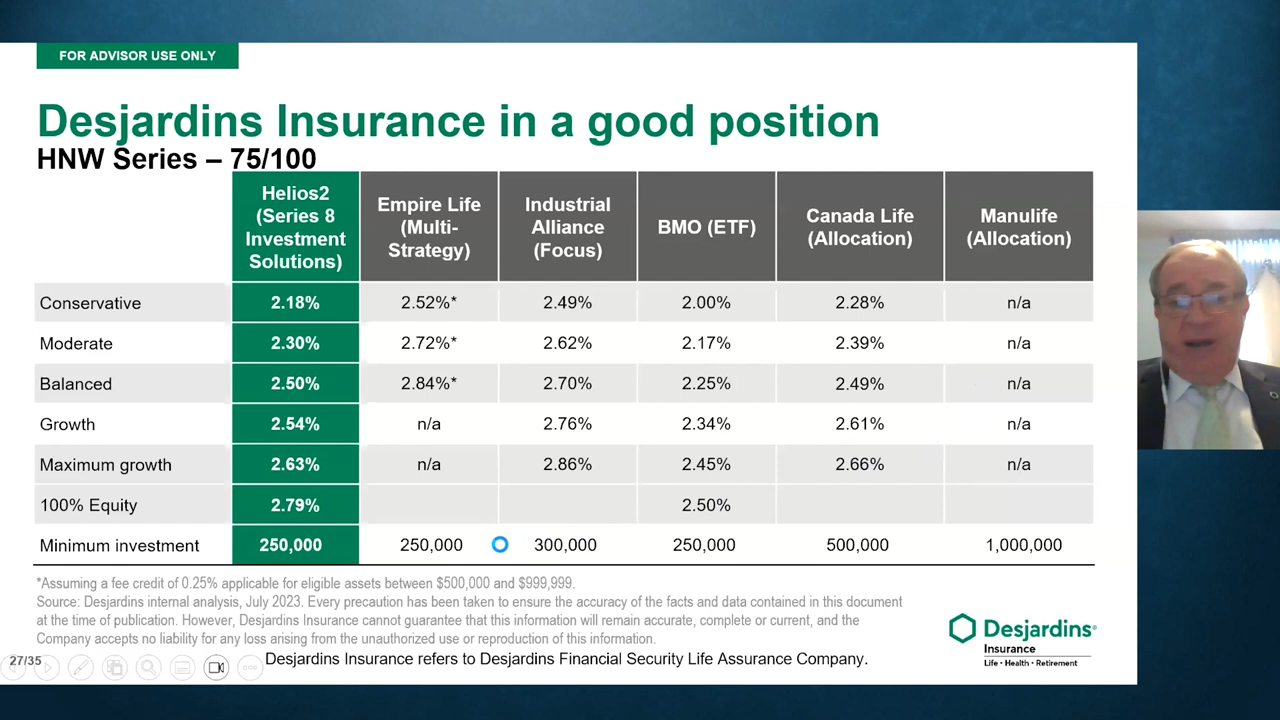 FOR ADVISOR USE ONLY
Desjardins Insurance in a good position
HNW Series – 75/100
Helios2
(Series 8
Investment
Solutions)
Empire Life
(Multi-
Strategy)
Industrial
Alliance
(Focus)
BMO (ETF)
Canada Life
(Allocation)
Manulife
(Allocation)
Conservative 2.18% 2.52%* 2.49% 2.00% 2.28% n/a
Moderate 2.30% 2.72%* 2.62% 2.17% 2.39% n/a
Balanced 2.50% 2.84%* 2.70% 2.25% 2.49% n/a
Growth 2.54% n/a 2.76% 2.34% 2.61% n/a
Maximum growth 2.63% n/a 2.86% 2.45% 2.66% n/a
100% Equity 2.79% 2.50%
Minimum investment 250,000 250,000 300,000 250,000 500,000 1,000,000
*Assuming a fee credit of 0.25% applicable for eligible assets between $500,000 and $999,999.
Source: Desjardins internal analysis, July 2023. Every precaution has been taken to ensure the accuracy of the facts and data contained in this document
at the time of publication. However, Desjardins Insurance cannot guarantee that this information will remain accurate, complete or current, and the
Company accepts no liability for any loss arising from the unauthorized use or reproduction of this information.
Desjardins®
Insurance
Life • Health • Retirement
27/35
Desjardins Insurance refers to Desjardins Financial Security Life Assurance Company.